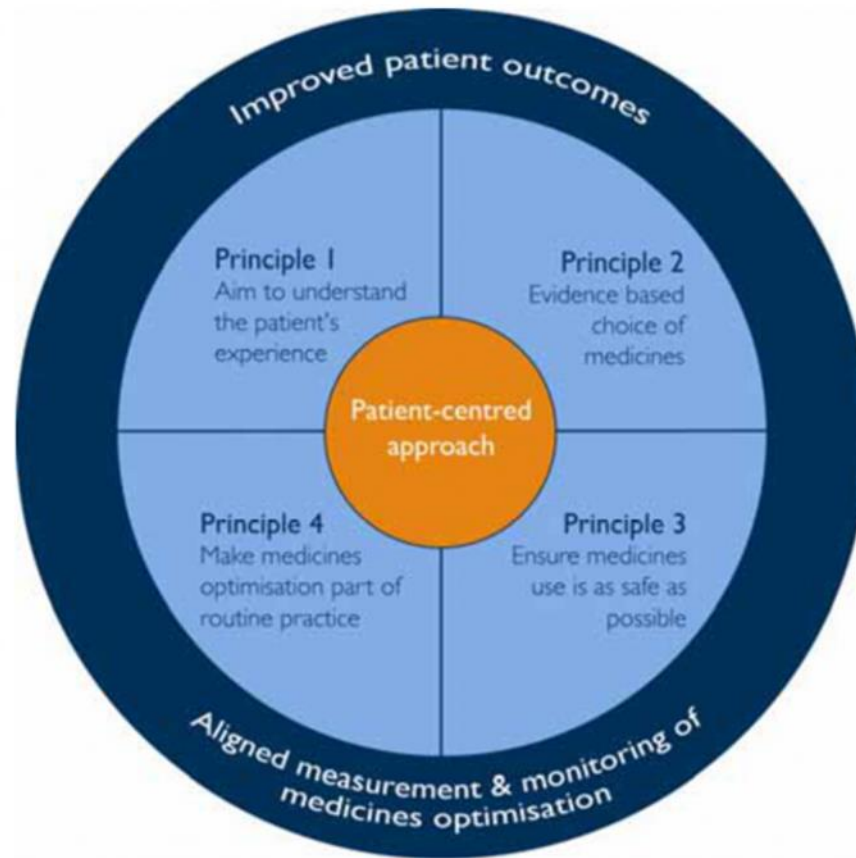 Improved patient outcomes
Principle 1
Aim to understand
the patient's
experience
Principle 2
Evidence based
choice of
medicines
Patient-centred
approach
Principle 4
Make medicines
optimisation part of
routine practice
Principle 3
Ensure medicines
use is as safe as
possible
Aligned measurement & monitoring of
medicines optimisation